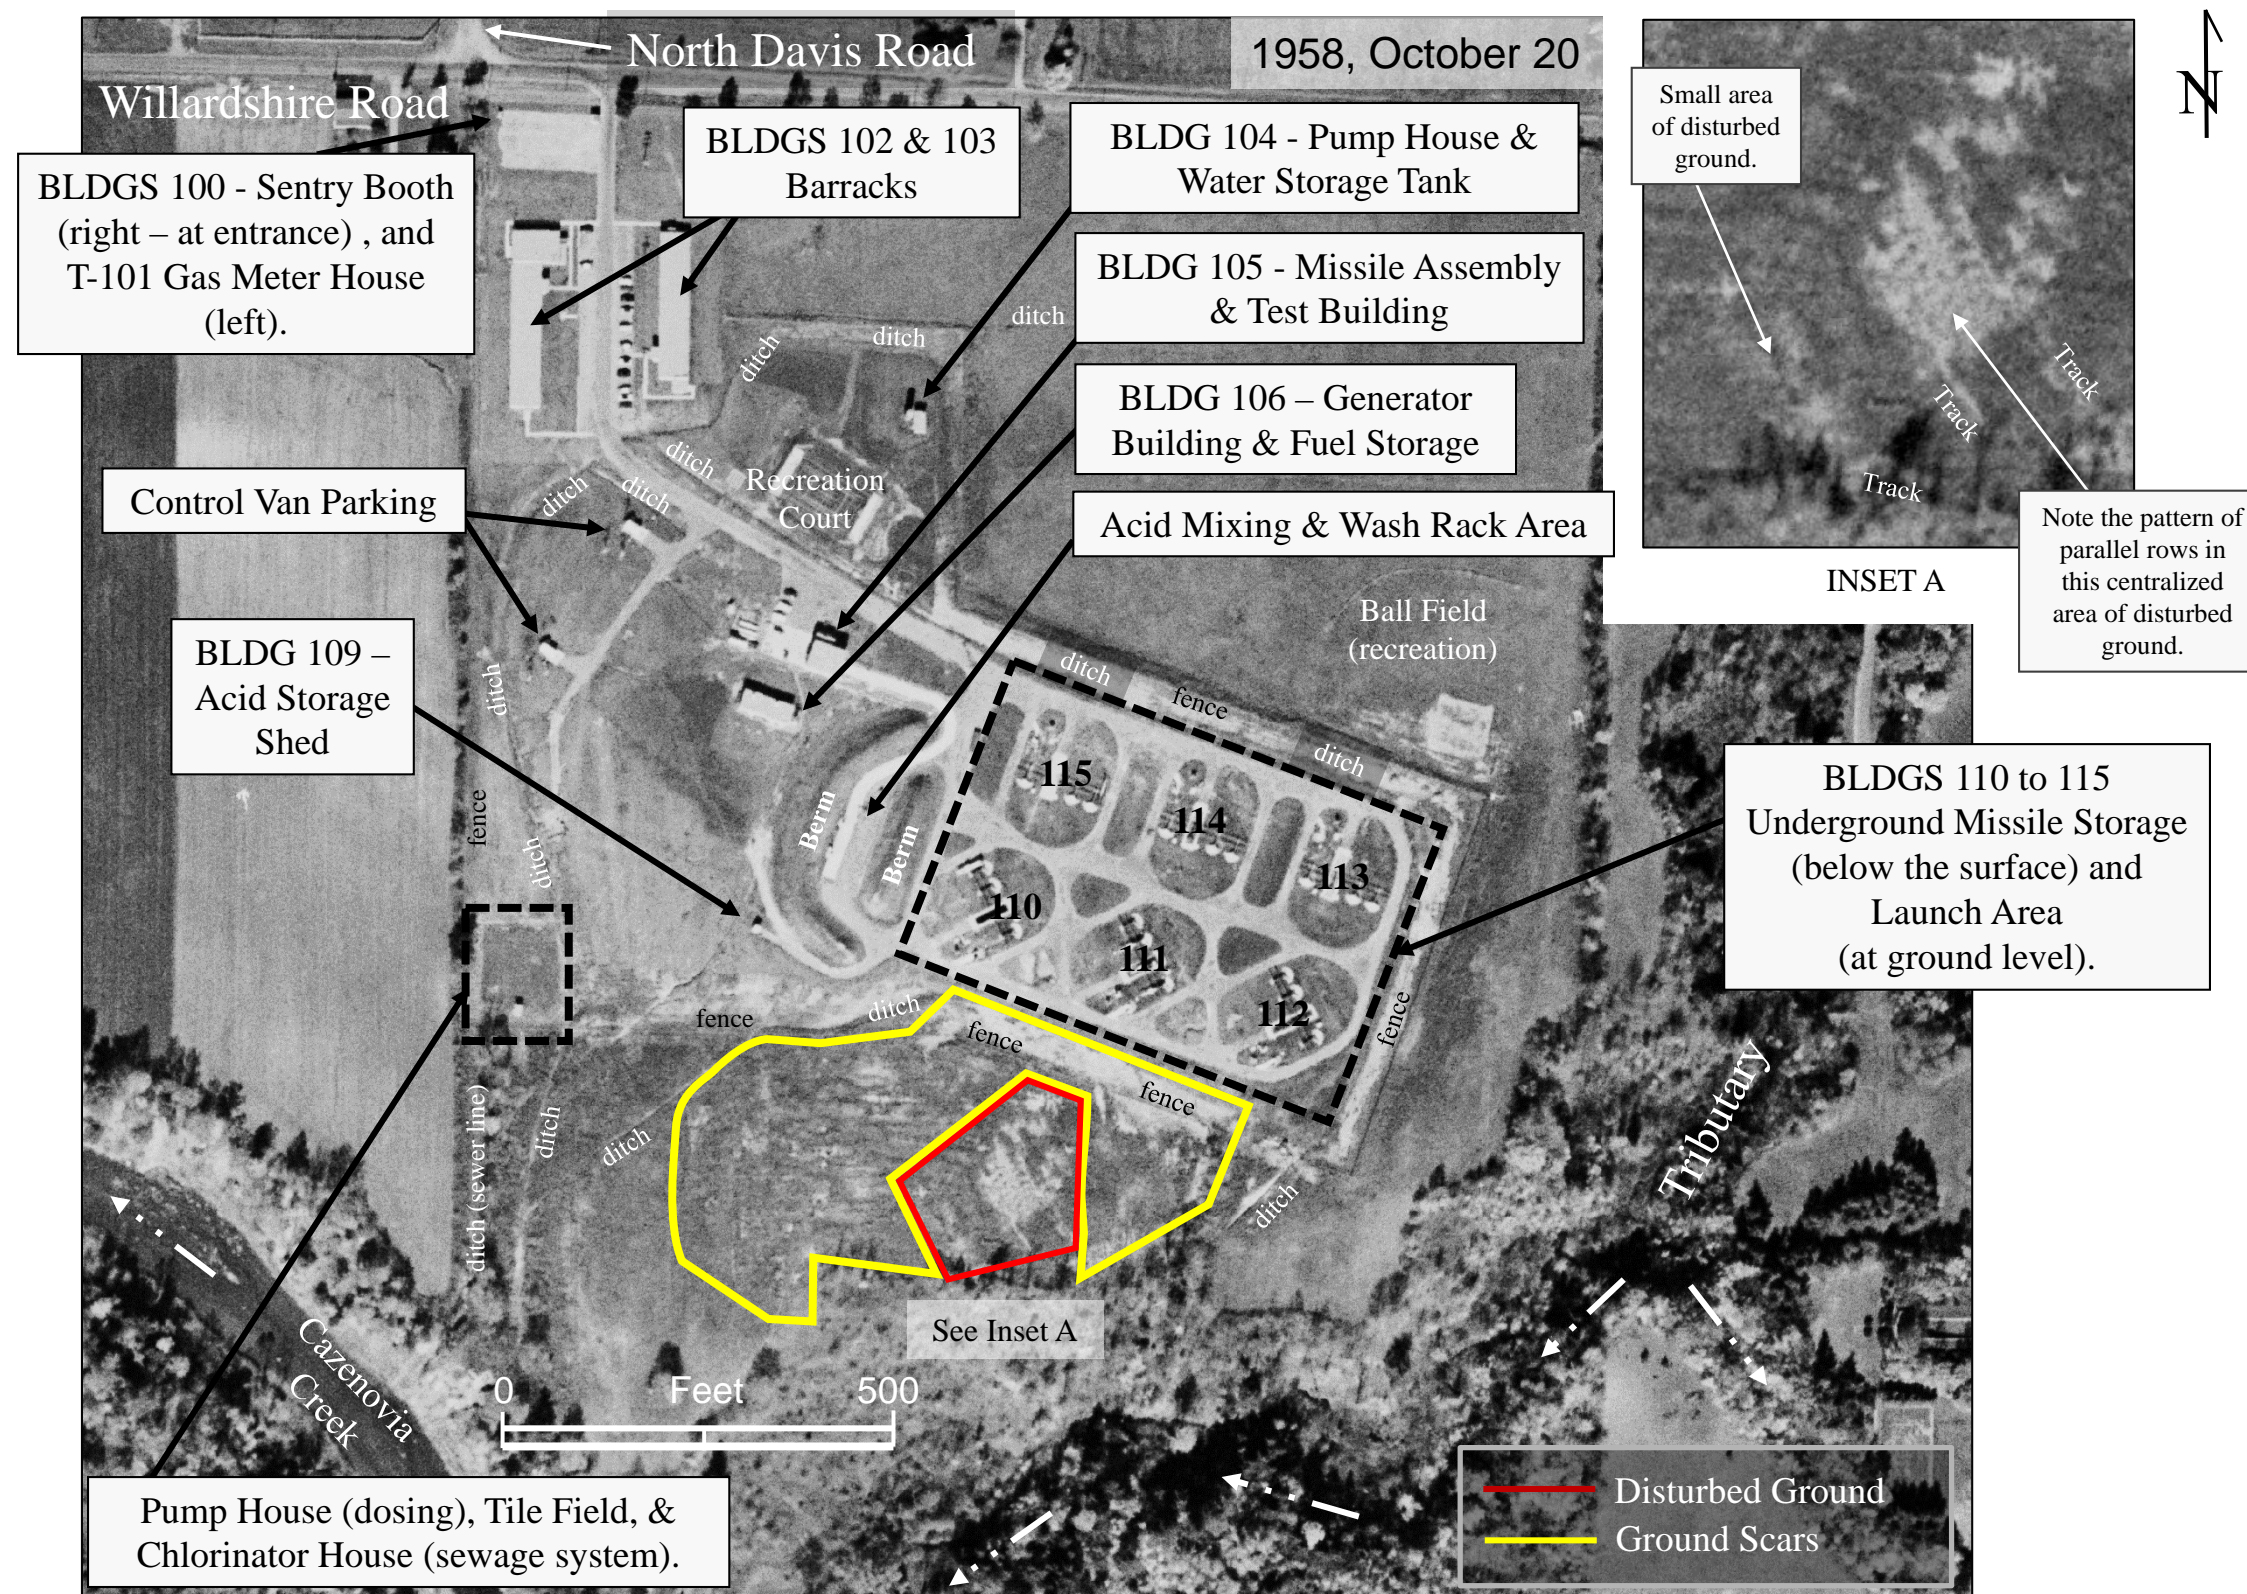 North Davis Road
1958, October 20
Willardshire Road
N
Small area
of disturbed
ground.
BLDGS 102 & 103
Barracks
BLDG 104 - Pump House &
Water Storage Tank
BLDGS 100 - Sentry Booth
(right – at entrance) , and
T-101 Gas Meter House
(left).
BLDG 105 - Missile Assembly
& Test Building
ditch
ditch
ditch
BLDG 106 – Generator
Building & Fuel Storage
Track
Track
Track
Control Van Parking
ditch
ditch
ditch
Recreation
Court
Acid Mixing & Wash Rack Area
Note the pattern of
parallel rows in
this centralized
area of disturbed
ground.
INSET A
Ball Field
(recreation)
BLDG 109 –
Acid Storage
Shed
ditch
ditch
fence
ditch
BLDGS 110 to 115
Underground Missile Storage
(below the surface) and
Launch Area
(at ground level).
115
114
113
110
111
112
Berm
Berm
fence
ditch
fence
ditch
fence
fence
fence
ditch (sewer line)
ditch
ditch
ditch
Tributary
See Inset A
Cazenovia
Creek
0 Feet 500
Pump House (dosing), Tile Field, &
Chlorinator House (sewage system).
Disturbed Ground
Ground Scars